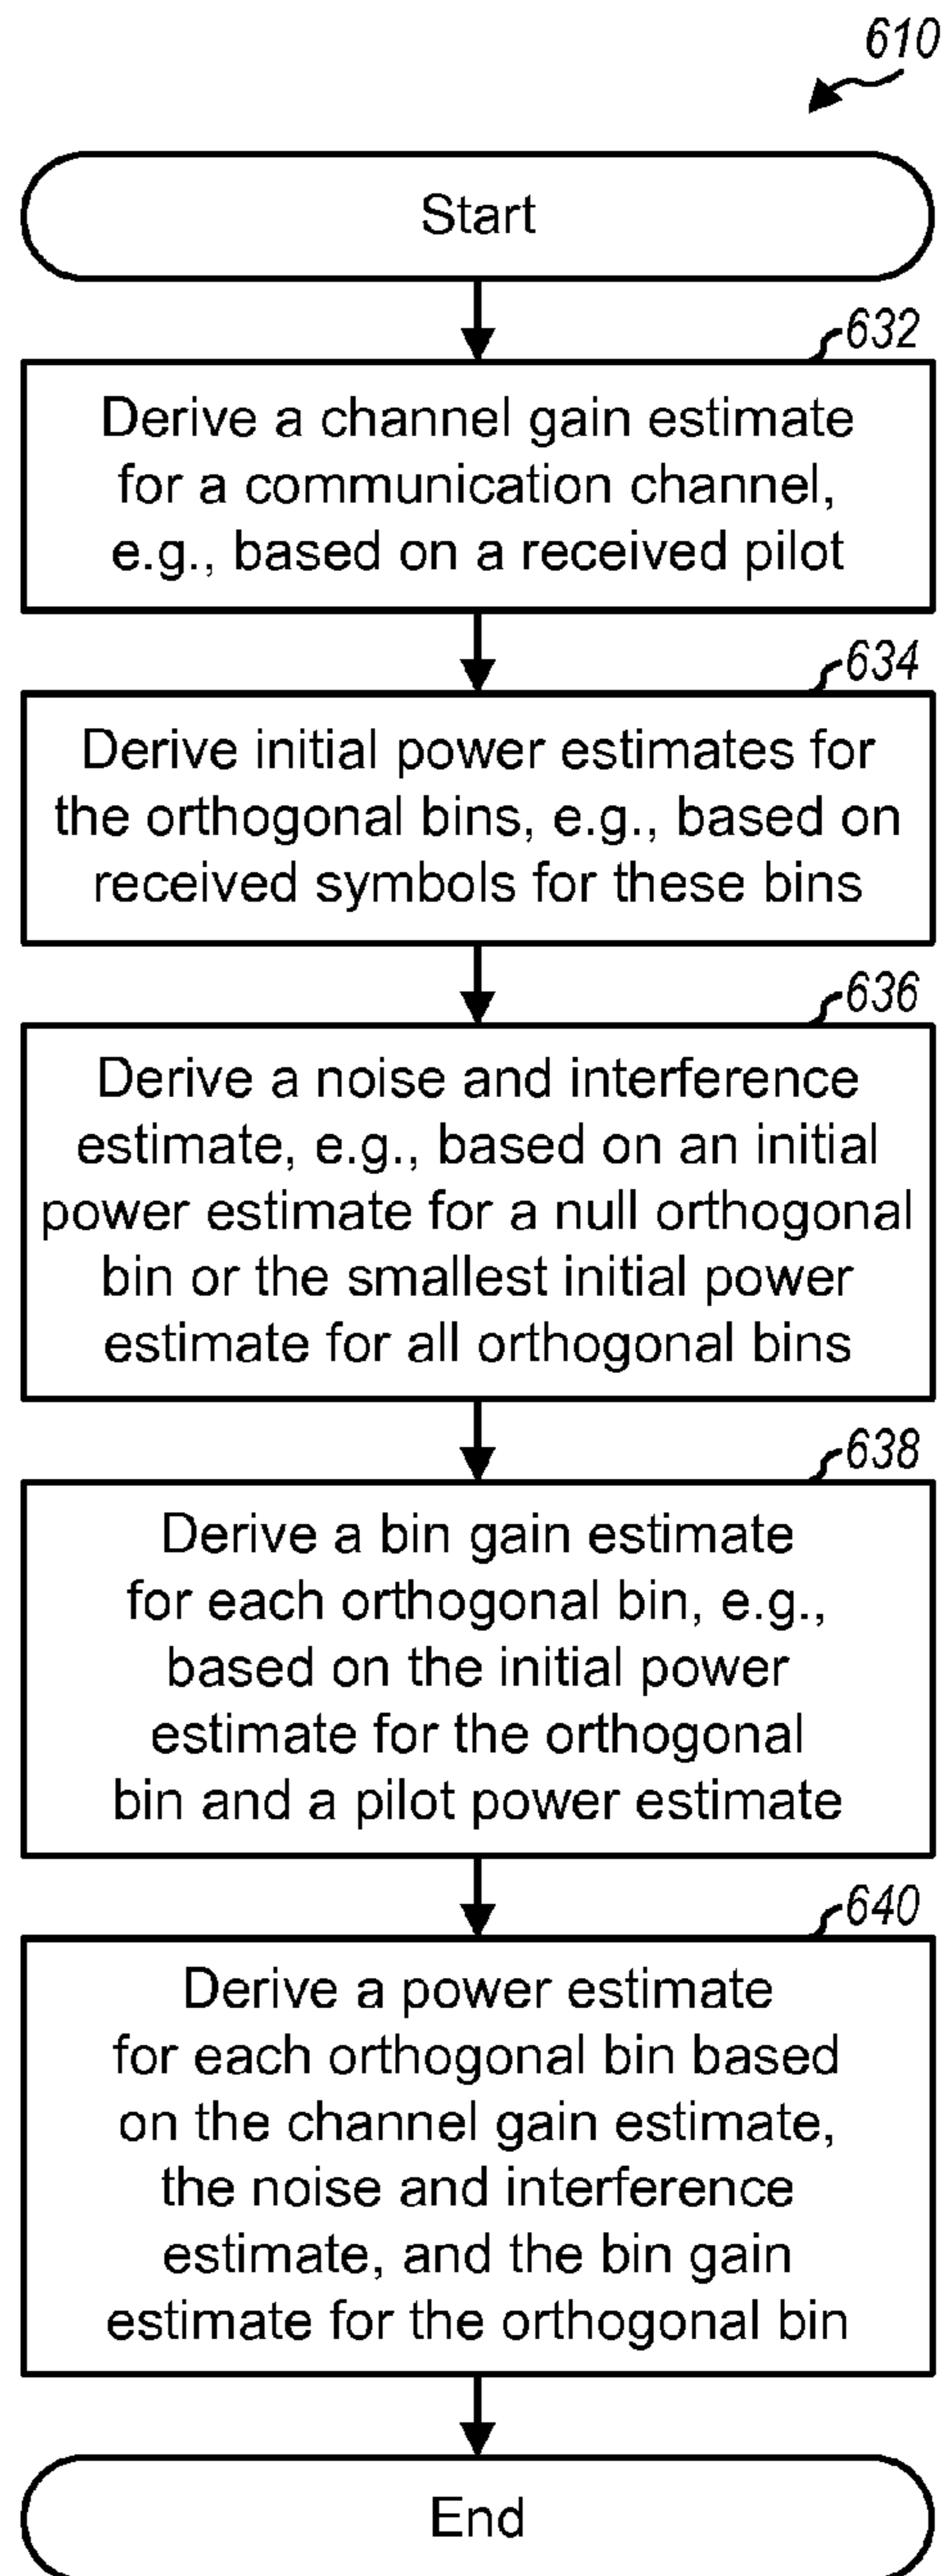 610
Start
632
Derive a channel gain estimate
for a communication channel,
e.g., based on a received pilot
634
Derive initial power estimates for
the orthogonal bins, e.g., based on
received symbols for these bins
636
Derive a noise and interference
estimate, e.g., based on an initial
power estimate for a null orthogonal
bin or the smallest initial power
estimate for all orthogonal bins
638
Derive a bin gain estimate
for each orthogonal bin, e.g.,
based on the initial power
estimate for the orthogonal
bin and a pilot power estimate
640
Derive a power estimate
for each orthogonal bin based
on the channel gain estimate,
the noise and interference
estimate, and the bin gain
estimate for the orthogonal bin
End